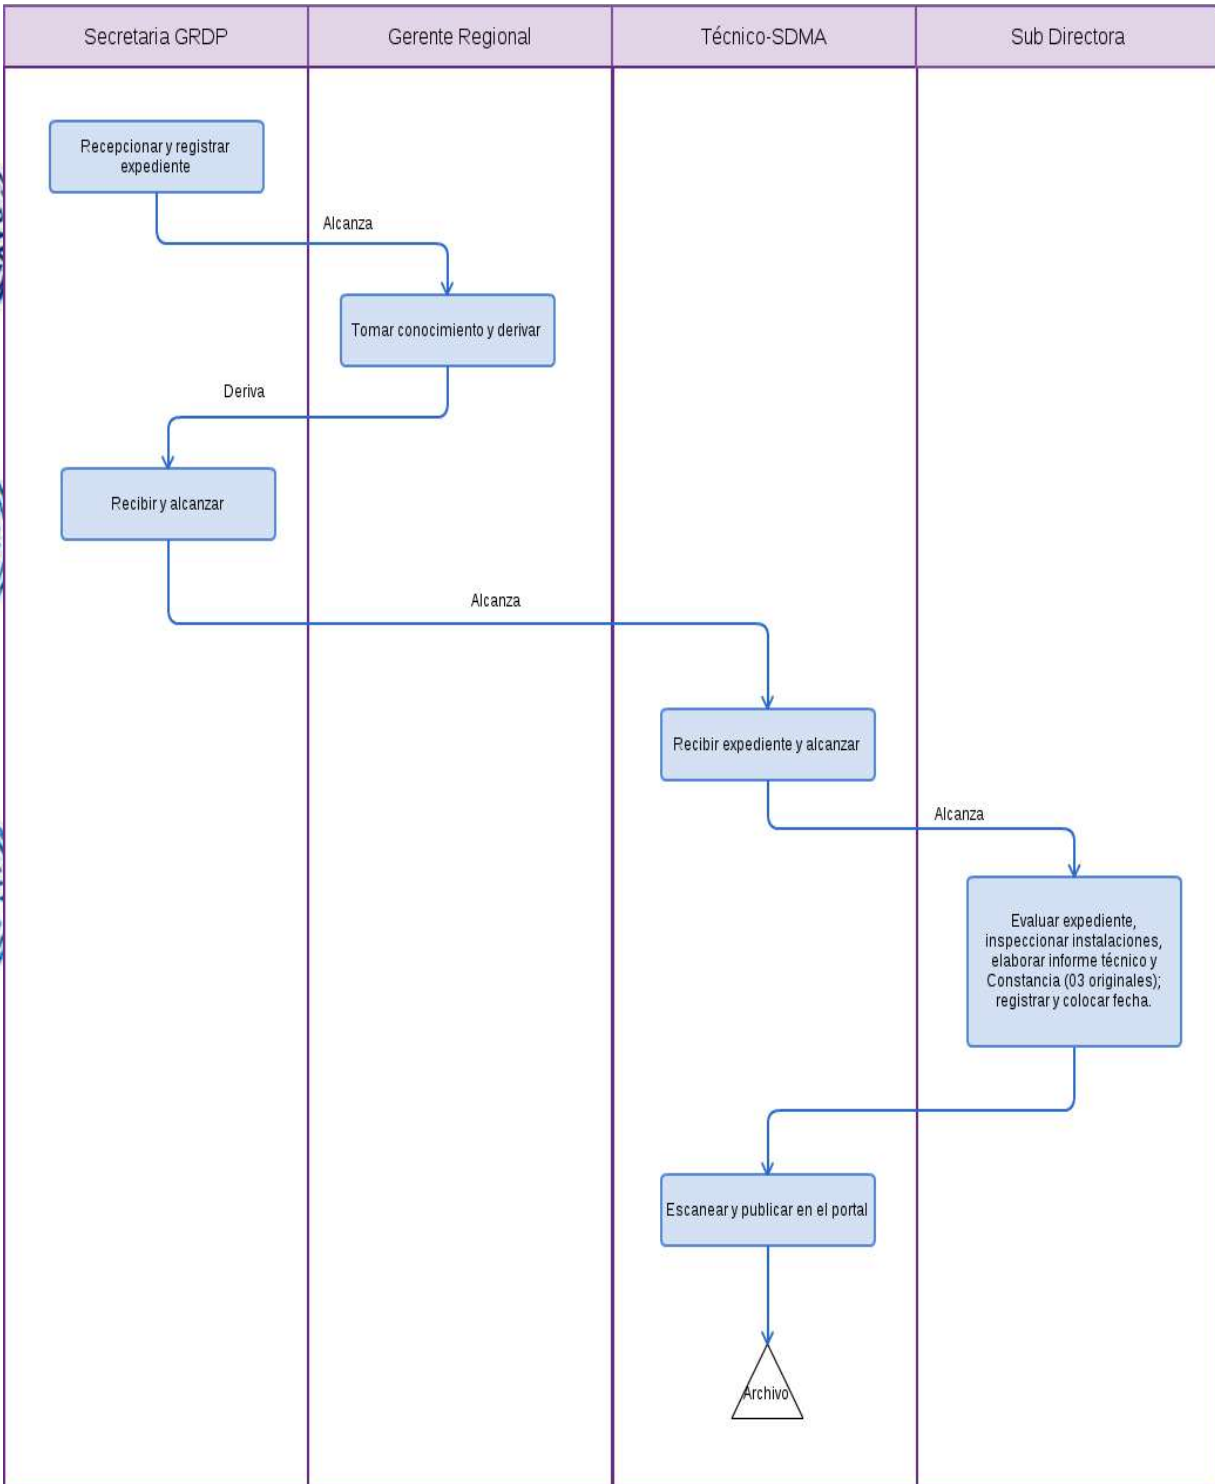 Secretaria GRDP
Gerente Regional
Técnico-SDMA
Sub Directora
Recepcionar y registrar
expediente
Alcanza
Tomar conocimiento y derivar
Deriva
Recibir y alcanzar
Alcanza
Recibir expediente y alcanzar
Alcanza
Evaluar expediente,
inspeccionar instalaciones,
elaborar informe técnico y
Constancia (03 originales);
registrar y colocar fecha.
Escanear y publicar en el portal
Archivo